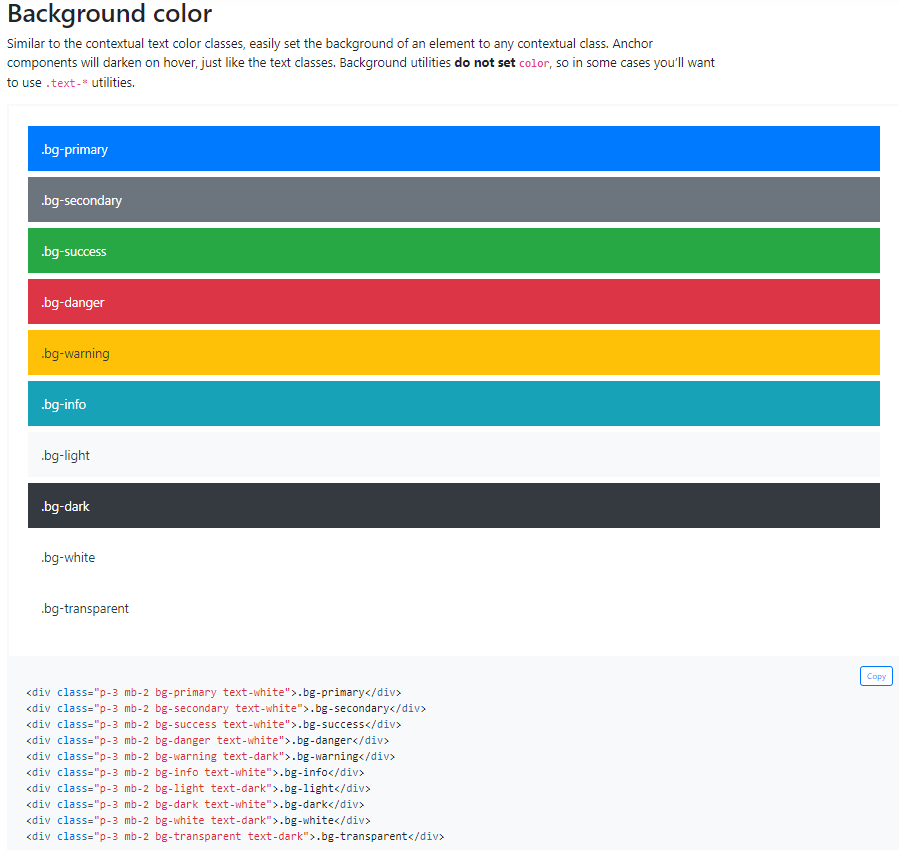 Background color
Similar to the contextual text color classes, easily set the background of an element to any contextual class. Anchor
components will darken on hover, just like the text classes. Background utilities do not set color, so in some cases you’ll want
to use .text-* utilities.
.bg-primary
.bg-secondary
.bg-success
.bg-danger
.bg-warning
.bg-info
.bg-light
.bg-dark
.bg-white
.bg-transparent
Copy
<div class="p-3 mb-2 bg-primary text-white">.bg-primary</div>
<div class="p-3 mb-2 bg-secondary text-white">.bg-secondary</div>
<div class="p-3 mb-2 bg-success text-white">.bg-success</div>
<div class="p-3 mb-2 bg-danger text-white">.bg-danger</div>
<div class="p-3 mb-2 bg-warning text-dark">.bg-warning</div>
<div class="p-3 mb-2 bg-info text-white">.bg-info</div>
<div class="p-3 mb-2 bg-light text-dark">.bg-light</div>
<div class="p-3 mb-2 bg-dark text-white">.bg-dark</div>
<div class="p-3 mb-2 bg-white text-dark">.bg-white</div>
<div class="p-3 mb-2 bg-transparent text-dark">.bg-transparent</div>